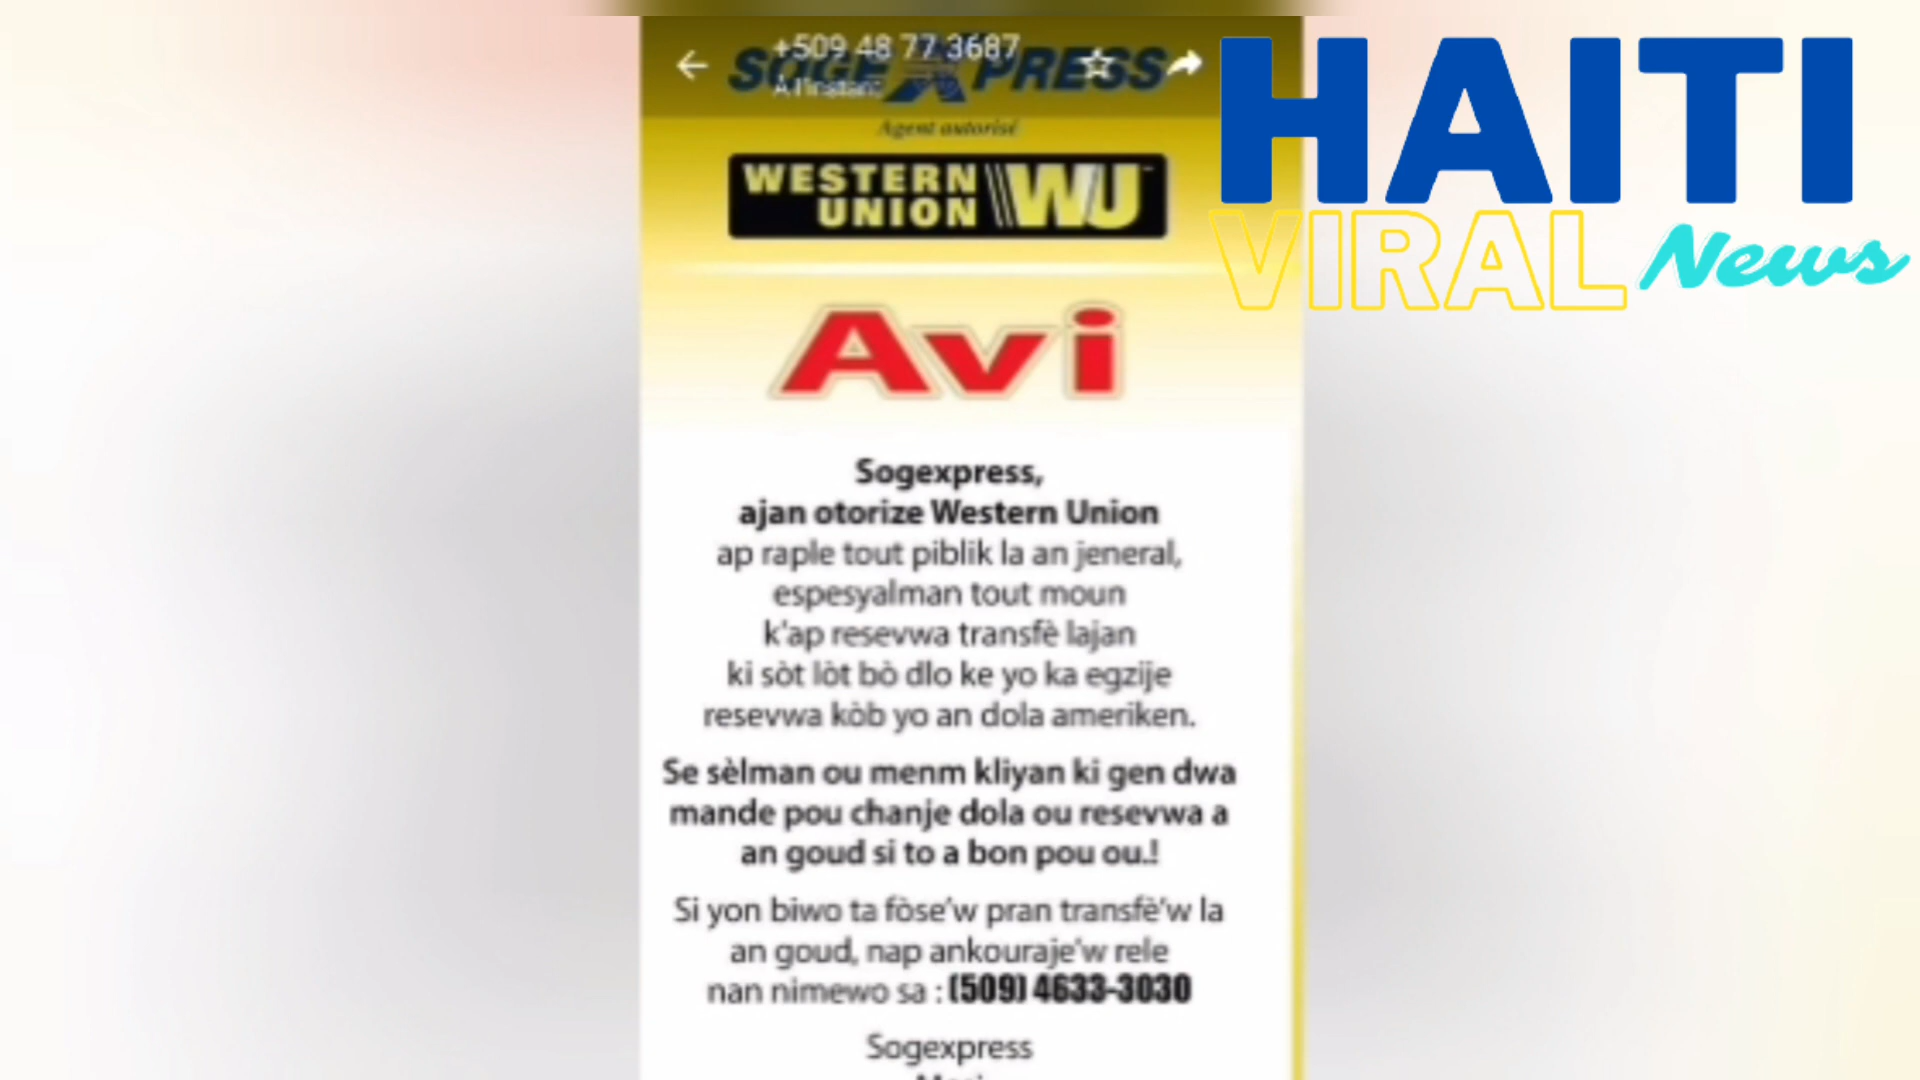 +509 48 77 3687
À l'instant
SOGEXPRESS
Agent autorisé
WESTERN
UNION WU
HAITI
VIRAL News
Avi
Sogexpress,
ajan otorize Western Union
ap raple tout piblik la an jeneral,
espesyalman tout moun
k'ap resevwa transfè lajan
ki sòt lòt bò dlo ke yo ka egzije
resevwa kòb yo an dola ameriken.
Se sèlman ou menm kliyan ki gen dwa
mande pou chanje dola ou resevwa a
an goud si to a bon pou ou.!
Si yon biwo ta fòse'w pran transfè'w la
an goud, nap ankouraje'w rele
nan nimewo sa : (509) 4633-3030
Sogexpress